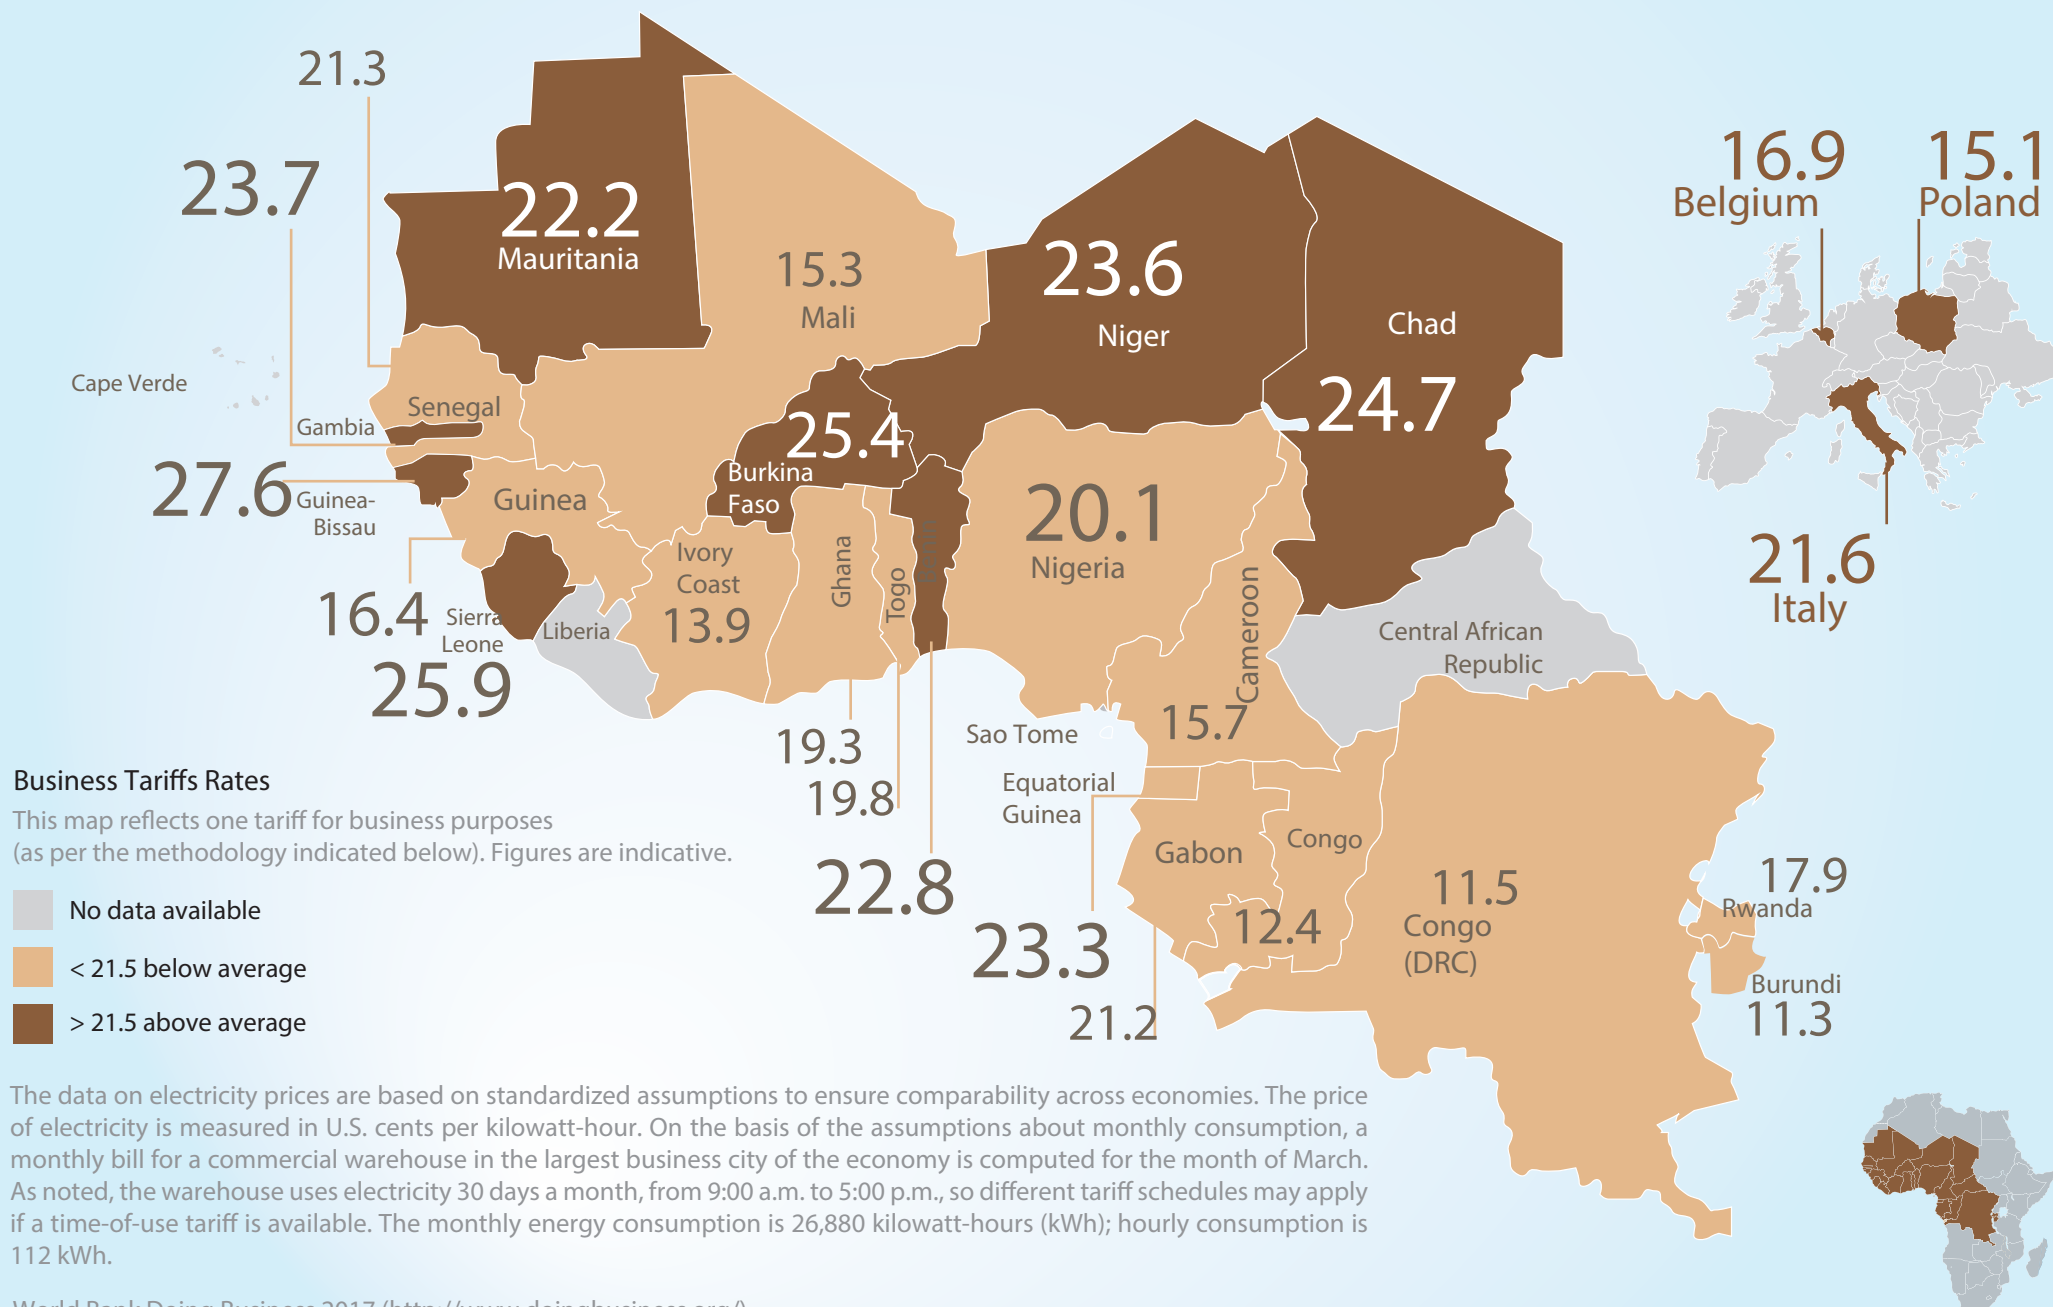 21.3
23.7
22.2
Mauritania
15.3
Mali
23.6
Niger
Chad
24.7
16.9
Belgium
15.1
Poland
21.6
Italy
Cape Verde
Senegal
Gambia
27.6
Guinea-
Bissau
Guinea
25.4
Burkina
Faso
16.4
Sierra
Leone
25.9
Liberia
Ivory
Coast
13.9
Ghana
Togo
Benin
20.1
Nigeria
Cameroon
15.7
Central African
Republic
19.3
19.8
22.8
Sao Tome
Equatorial
Guinea
23.3
Gabon
21.2
Congo
12.4
11.5
Congo
(DRC)
17.9
Rwanda
Burundi
11.3
Business Tariffs Rates
This map reflects one tariff for business purposes
(as per the methodology indicated below). Figures are indicative.
No data available
< 21.5 below average
> 21.5 above average
The data on electricity prices are based on standardized assumptions to ensure comparability across economies. The price
of electricity is measured in U.S. cents per kilowatt-hour. On the basis of the assumptions about monthly consumption, a
monthly bill for a commercial warehouse in the largest business city of the economy is computed for the month of March.
As noted, the warehouse uses electricity 30 days a month, from 9:00 a.m. to 5:00 p.m., so different tariff schedules may apply
if a time-of-use tariff is available. The monthly energy consumption is 26,880 kilowatt-hours (kWh); hourly consumption is
112 kWh.
World Bank Doing Business 2017 (http://www.doingbusiness.org/)